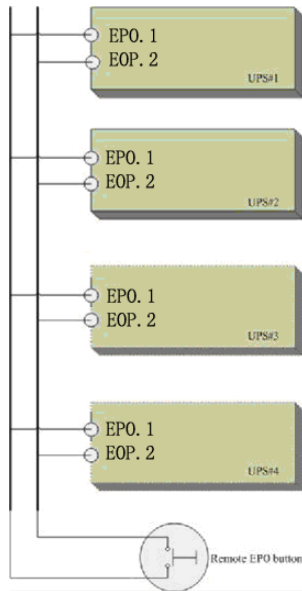 EPO. 1
EOP. 2
UPS#1
EPO. 1
EOP. 2
UPS#2
EPO. 1
EOP. 2
UPS#3
EPO. 1
EOP. 2
UPS#4
Remote EPO button